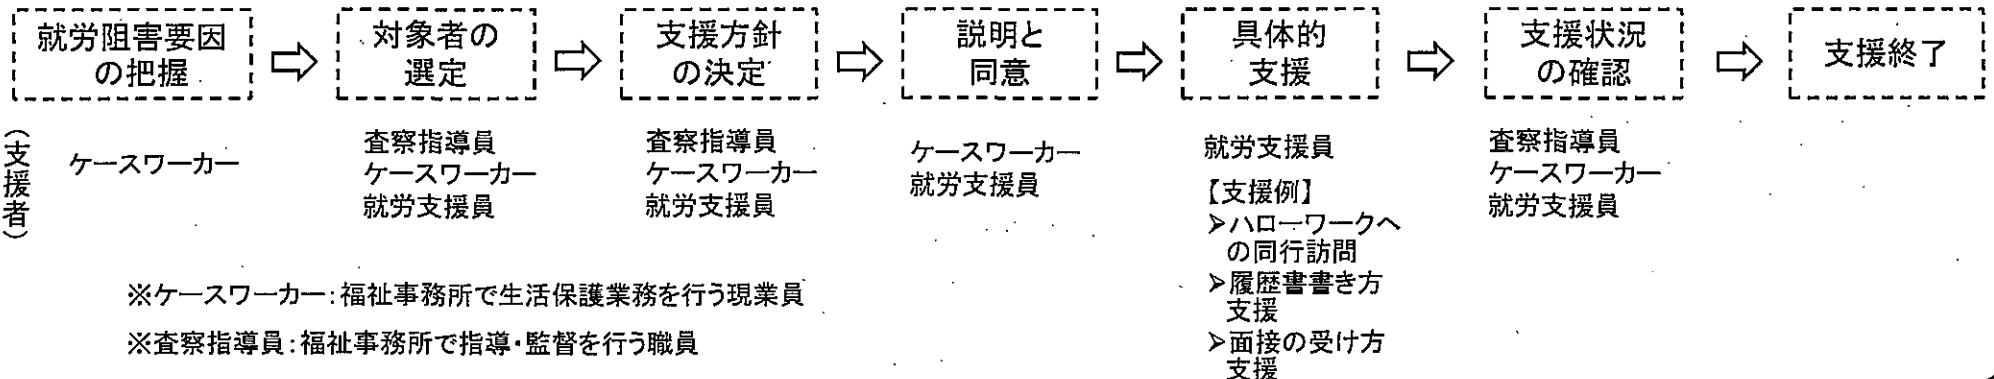 就労阻害要因
の把握
対象者の
選定
支援方針
の決定
説明と
同意
具体的
支援
支援状況
の確認
支援終了
(支援者)
ケースワーカー
査察指導員
ケースワーカー
就労支援員
査察指導員
ケースワーカー
就労支援員
ケースワーカー
就労支援員
就労支援員
【支援例】
➢ハローワークへ
の同行訪問
➢履歴書書き方
支援
➢面接の受け方
支援
査察指導員
ケースワーカー
就労支援員
※ケースワーカー:福祉事務所で生活保護業務を行う現業員
※査察指導員:福祉事務所で指導・監督を行う職員